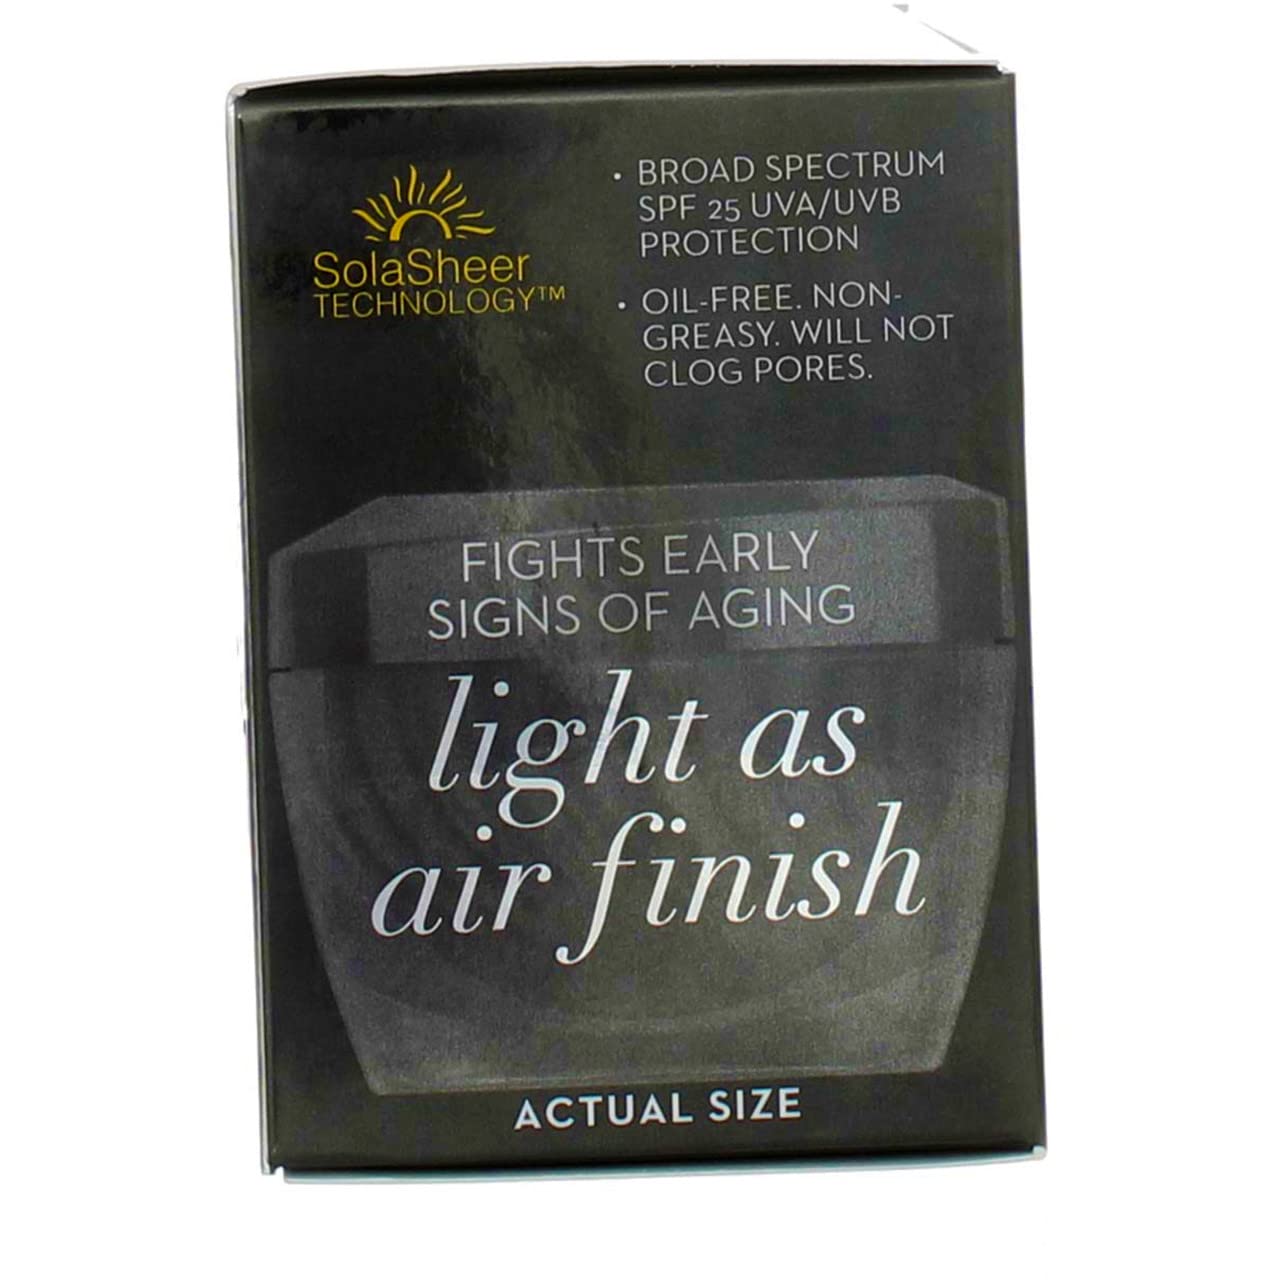 SolaSheer
TECHNOLOGY™
• BROAD SPECTRUM
SPF 25 UVA/UVB
PROTECTION
• OIL-FREE. NON-
GREASY. WILL NOT
CLOG PORES.
FIGHTS EARLY
SIGNS OF AGING
light as
air finish
ACTUAL SIZE